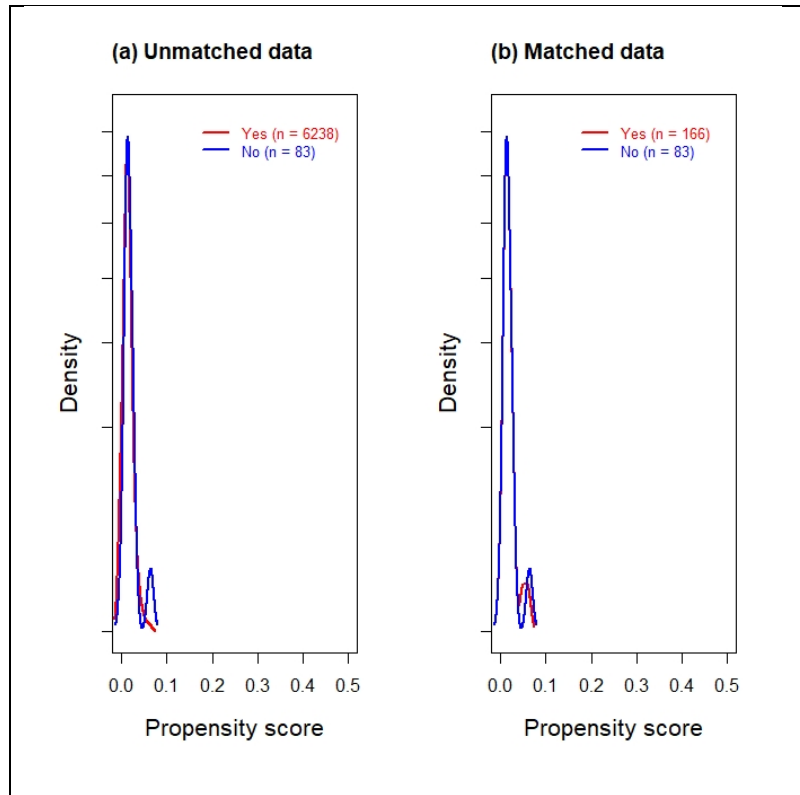 (a) Unmatched data
Yes (n = 6238)
No (n = 83)
Density
0.0 0.1 0.2 0.3 0.4 0.5
Propensity score
(b) Matched data
Yes (n = 166)
No (n = 83)
Density
0.0 0.1 0.2 0.3 0.4 0.5
Propensity score